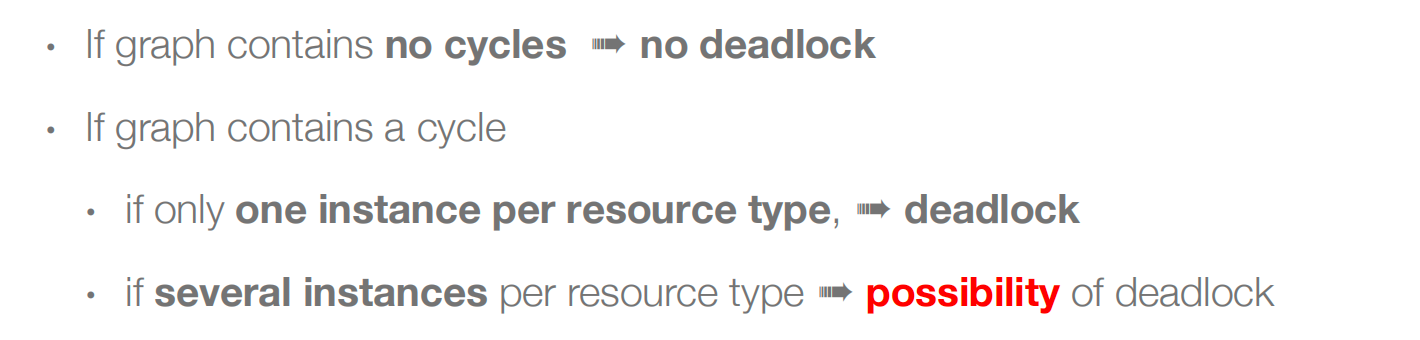 • If graph contains no cycles ➠ no deadlock
• If graph contains a cycle
• if only one instance per resource type, ➠ deadlock
• if several instances per resource type ➠ possibility of deadlock